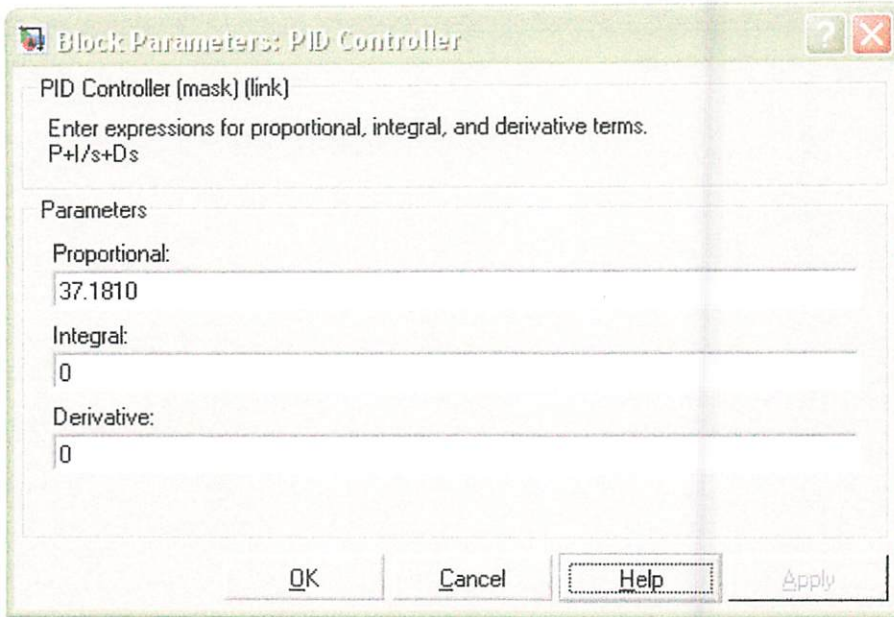 Block Parameters: PID Controller
PID Controller (mask) (link)
Enter expressions for proportional, integral, and derivative terms.
P+I/s+Ds
Parameters
Proportional:
37.1810
Integral:
0
Derivative:
0
OK Cancel Help Apply